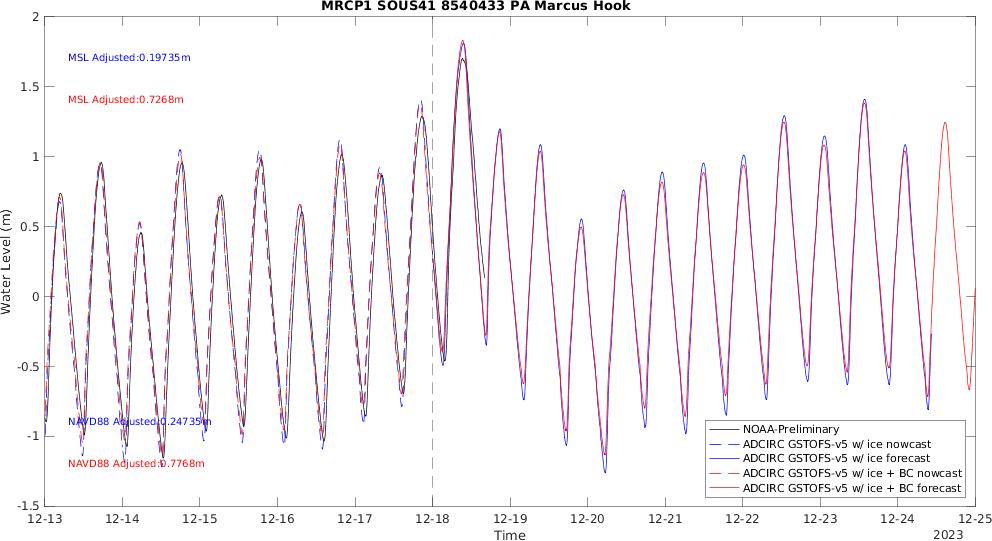 MRCP1 SOUS41 8540433 PA Marcus Hook
2
1.5
1
0.5
0
-0.5
-1
-1.5
Water Level (m)
MSL Adjusted:0.19735m
MSL Adjusted:0.7268m
NAVD88 Adjusted:0.24735m
NAVD88 Adjusted:0.7768m
NOAA-Preliminary
ADCIRC GSTOFS-v5 w/ ice nowcast
ADCIRC GSTOFS-v5 w/ ice forecast
ADCIRC GSTOFS-v5 w/ ice + BC nowcast
ADCIRC GSTOFS-v5 w/ ice + BC forecast
12-13 12-14 12-15 12-16 12-17 12-18 12-19 12-20 12-21 12-22 12-23 12-24 12-25
Time
2023